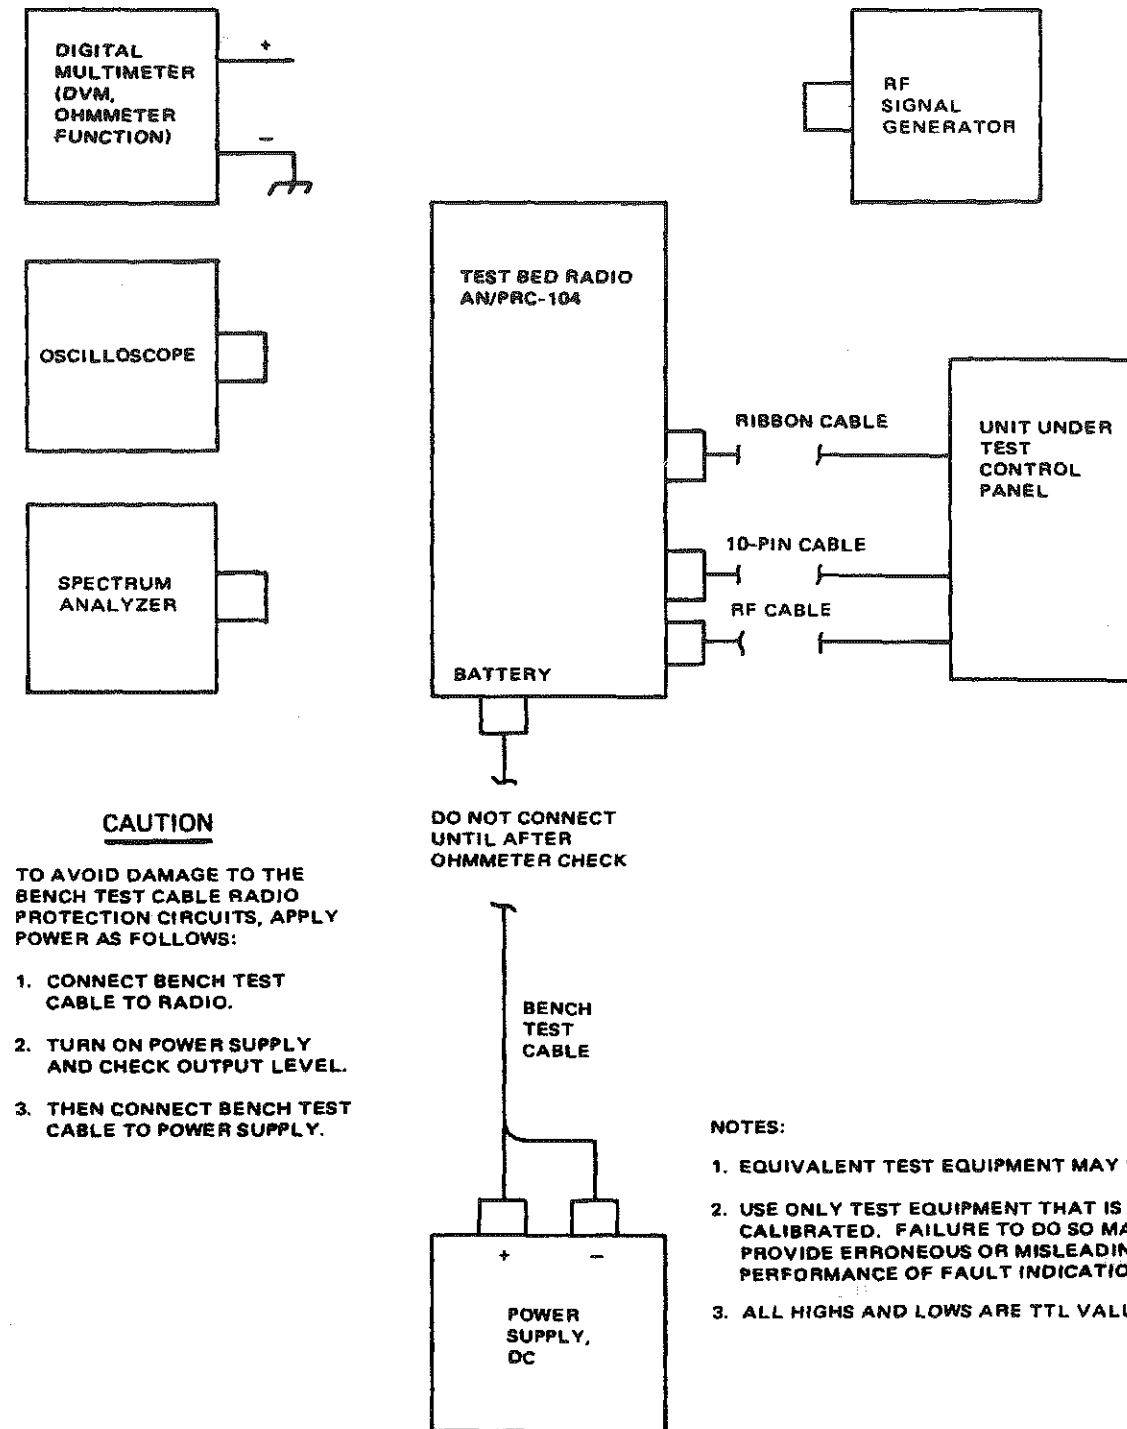 DIGITAL
MULTIMETER
(DVM,
OHMMETER
FUNCTION)
+
−
RF
SIGNAL
GENERATOR
TEST BED RADIO
AN/PRC-104
OSCILLOSCOPE
RIBBON CABLE
UNIT UNDER
TEST
CONTROL
PANEL
10-PIN CABLE
SPECTRUM
ANALYZER
RF CABLE
BATTERY
CAUTION
TO AVOID DAMAGE TO THE
BENCH TEST CABLE RADIO
PROTECTION CIRCUITS, APPLY
POWER AS FOLLOWS:
1. CONNECT BENCH TEST
CABLE TO RADIO.
2. TURN ON POWER SUPPLY
AND CHECK OUTPUT LEVEL.
3. THEN CONNECT BENCH TEST
CABLE TO POWER SUPPLY.
DO NOT CONNECT
UNTIL AFTER
OHMMETER CHECK
BENCH
TEST
CABLE
+
−
POWER
SUPPLY,
DC
NOTES:
1. EQUIVALENT TEST EQUIPMENT MAY
2. USE ONLY TEST EQUIPMENT THAT IS
CALIBRATED. FAILURE TO DO SO MA
PROVIDE ERRONEOUS OR MISLEADIN
PERFORMANCE OF FAULT INDICATIO
3. ALL HIGHS AND LOWS ARE TTL VALU